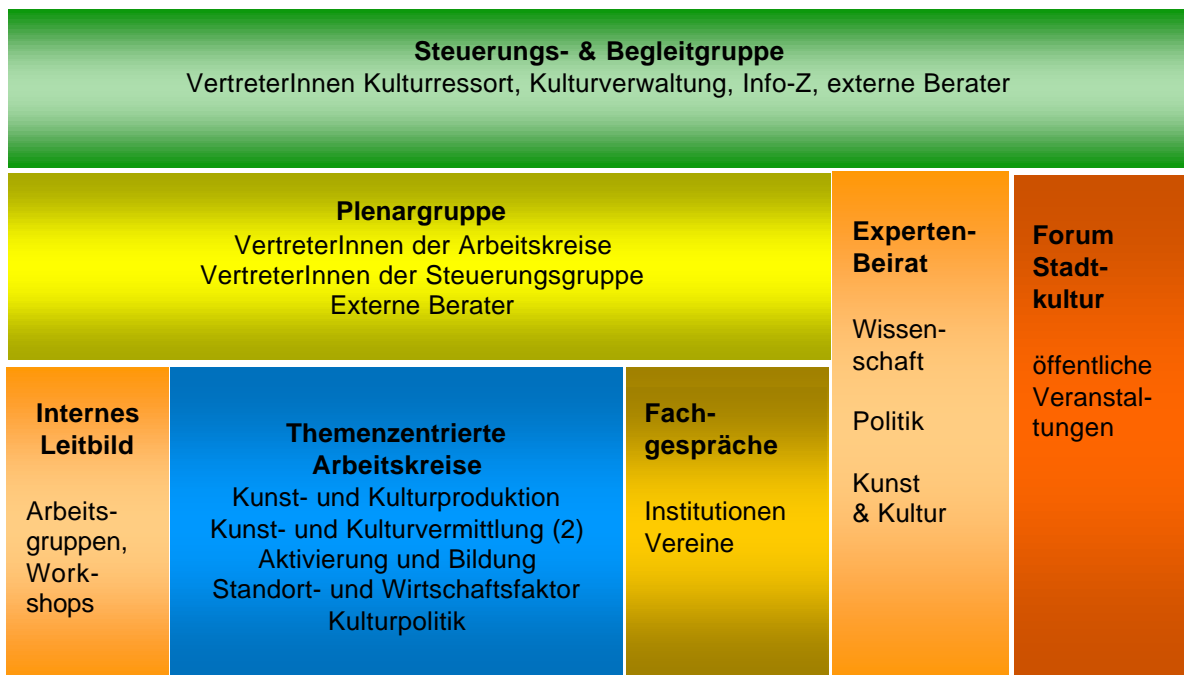 Steuerungs- & Begleitgruppe
VertreterInnen Kulturressort, Kulturverwaltung, Info-Z, externe Berater
Plenargruppe
VertreterInnen der Arbeitskreise
VertreterInnen der Steuerungsgruppe
Externe Berater
Experten-
Beirat
Wissen-
schaft
Politik
Kunst
& Kultur
Forum
Stadt-
kultur
öffentliche
Veranstal-
tungen
Internes
Leitbild
Arbeits-
gruppen,
Work-
shops
Themenzentrierte
Arbeitskreise
Kunst- und Kulturproduktion
Kunst- und Kulturvermittlung (2)
Aktivierung und Bildung
Standort- und Wirtschaftsfaktor
Kulturpolitik
Fach-
gespräche
Institutionen
Vereine